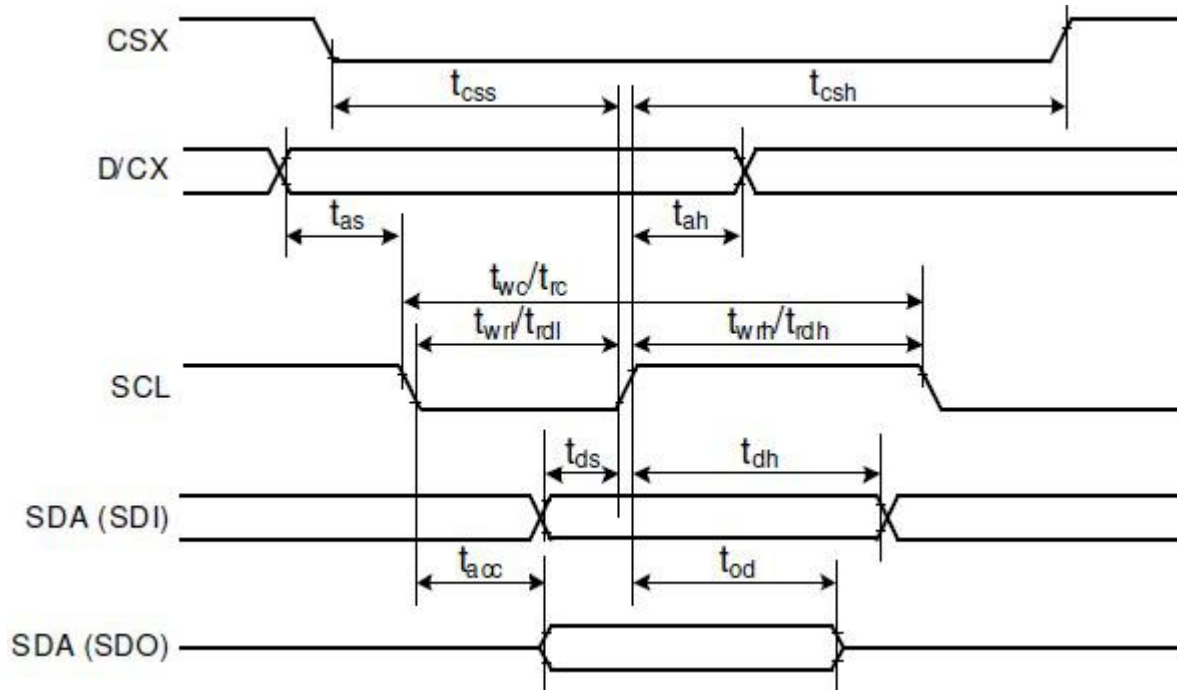 CSX
tcss
tcsh
D/CX
tas
tah
twc/trc
twrl/trdl
twrh/trdh
SCL
tds
tdh
SDA (SDI)
tacc
tod
SDA (SDO)